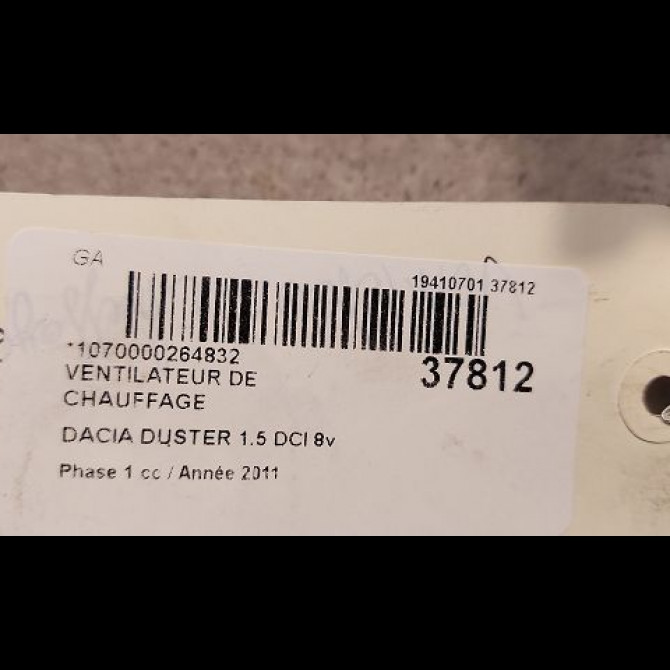 GA
19410701 37812
*1070000264832
37812
VENTILATEUR DE
CHAUFFAGE
DACIA DUSTER 1.5 DCI 8v
Phase 1 cc / Année 2011